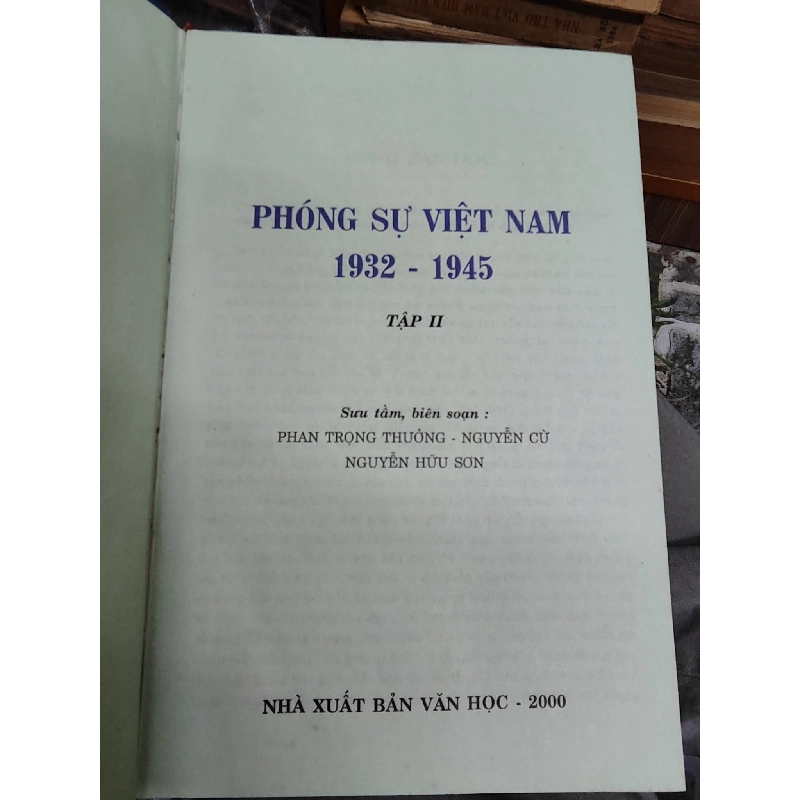 PHÓNG SỰ VIỆT NAM
1932 - 1945
TẬP II
Sưu tầm, biên soạn :
PHAN TRỌNG THƯỞNG - NGUYỄN CỪ
NGUYỄN HỮU SƠN
NHÀ XUẤT BẢN VĂN HỌC - 2000